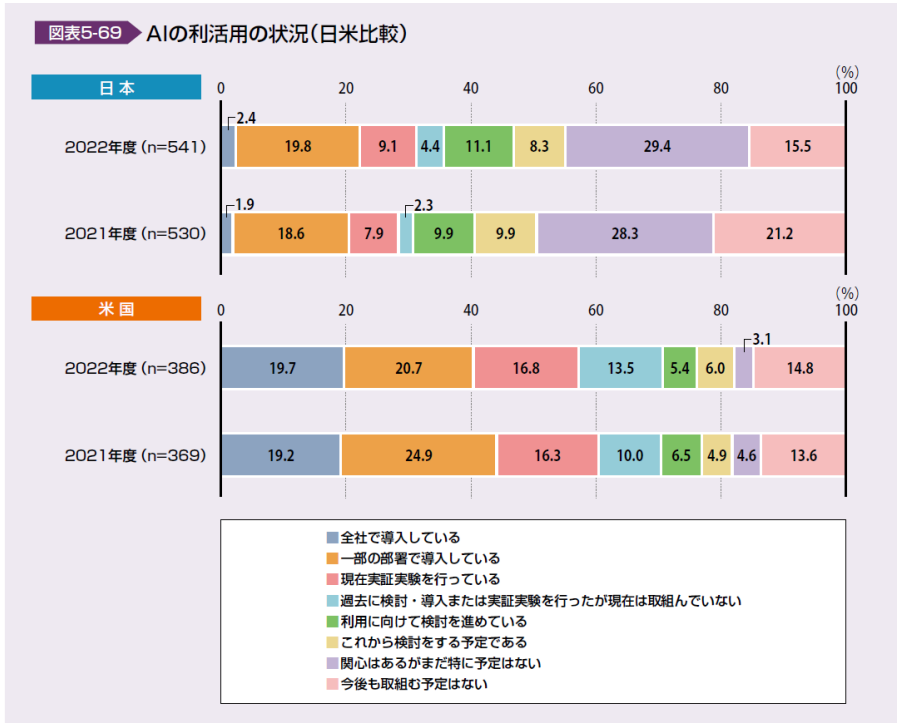 図表5-69 AIの利活用の状況(日米比較)
(%)
日本 0 20 40 60 80 100
2.4
2022年度(n=541) 19.8 9.1 4.4 11.1 8.3 29.4 15.5
1.9 2.3
2021年度(n=530) 18.6 7.9 9.9 9.9 28.3 21.2
(%)
米国 0 20 40 60 80 100
3.1
2022年度(n=386) 19.7 20.7 16.8 13.5 5.4 6.0 14.8
2021年度(n=369) 19.2 24.9 16.3 10.0 6.5 4.9 4.6 13.6
全社で導入している
一部の部署で導入している
現在実証実験を行っている
過去に検討・導入または実証実験を行ったが現在は取組んでいない
利用に向けて検討を進めている
これから検討をする予定である
関心はあるがまだ特に予定はない
今後も取組む予定はない